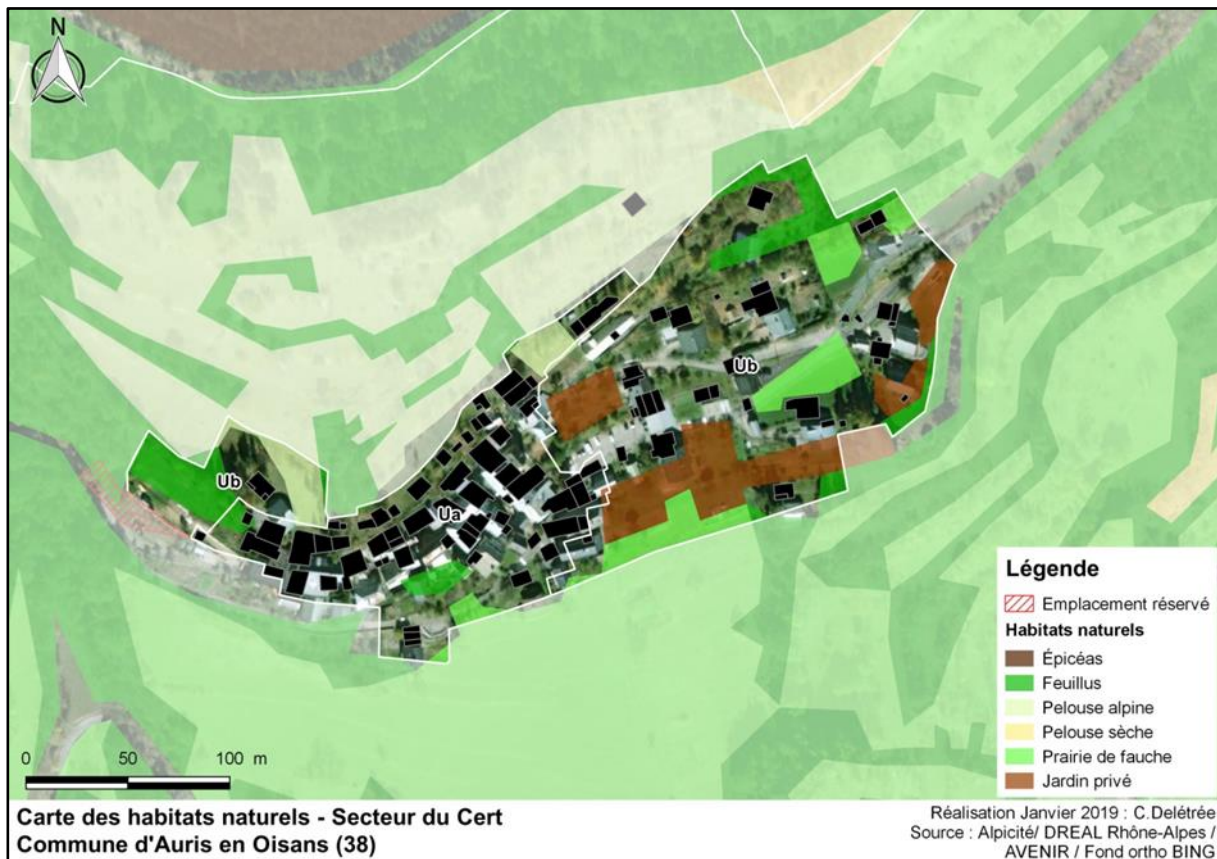 N
Ub
Ub
Ua
Légende
Emplacement réservé
Habitats naturels
Épicéas
Feuillus
Pelouse alpine
Pelouse sèche
Prairie de fauche
Jardin privé
0 50 100 m
Carte des habitats naturels - Secteur du Cert
Commune d'Auris en Oisans (38)
Réalisation Janvier 2019 : C.Delétrée
Source : Alpicité/ DREAL Rhône-Alpes /
AVENIR / Fond ortho BING